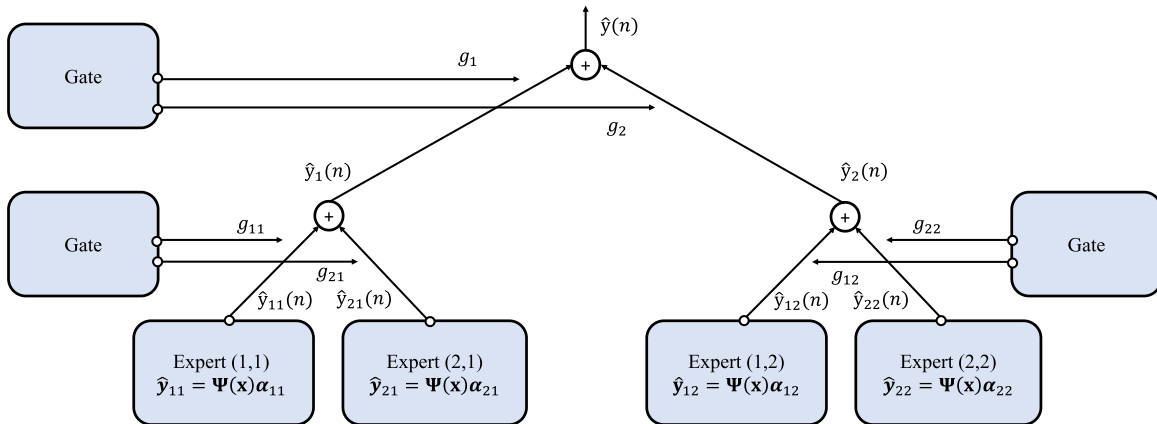 ŷ(n)
Gate
g₁
g₂
ŷ₁(n)
ŷ₂(n)
+
+
+
Gate
g₁₁
g₂₁
g₂₂
g₁₂
Gate
ŷ₁₁(n)
ŷ₂₁(n)
ŷ₁₂(n)
ŷ₂₂(n)
Expert (1,1)
ŷ₁₁ = Ψ(x)α₁₁
Expert (2,1)
ŷ₂₁ = Ψ(x)α₂₁
Expert (1,2)
ŷ₁₂ = Ψ(x)α₁₂
Expert (2,2)
ŷ₂₂ = Ψ(x)α₂₂